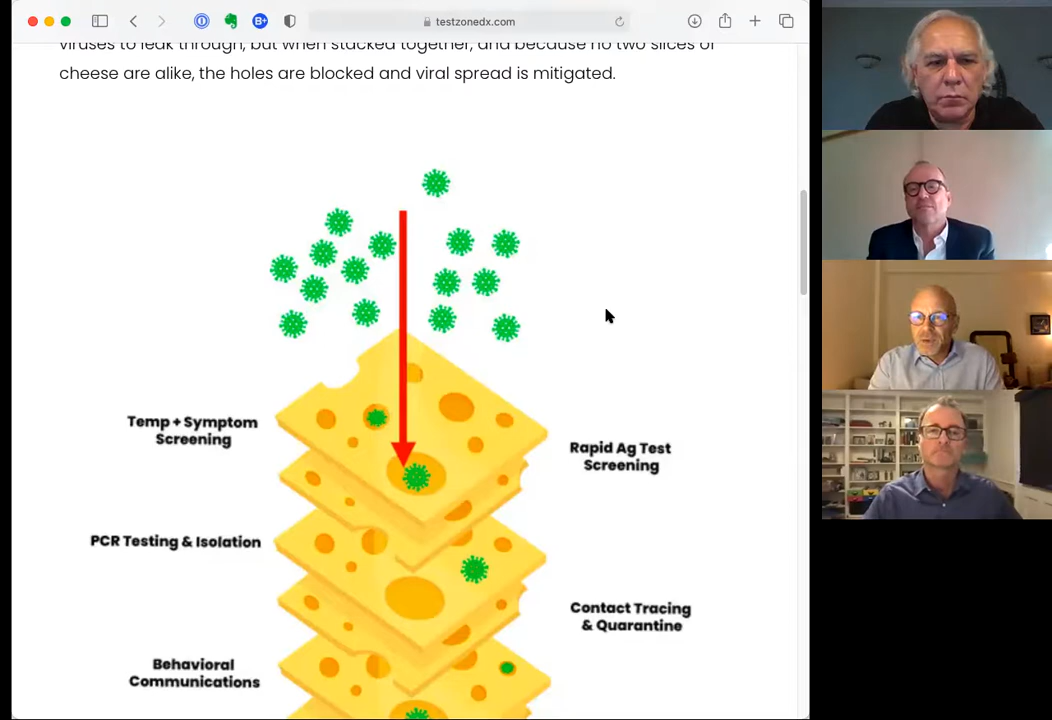 testzonedx.com
viruses to leak through, but when stacked together, and because no two slices of
cheese are alike, the holes are blocked and viral spread is mitigated.
Temp + Symptom
Screening
Rapid Ag Test
Screening
PCR Testing & Isolation
Contact Tracing
& Quarantine
Behavioral
Communications